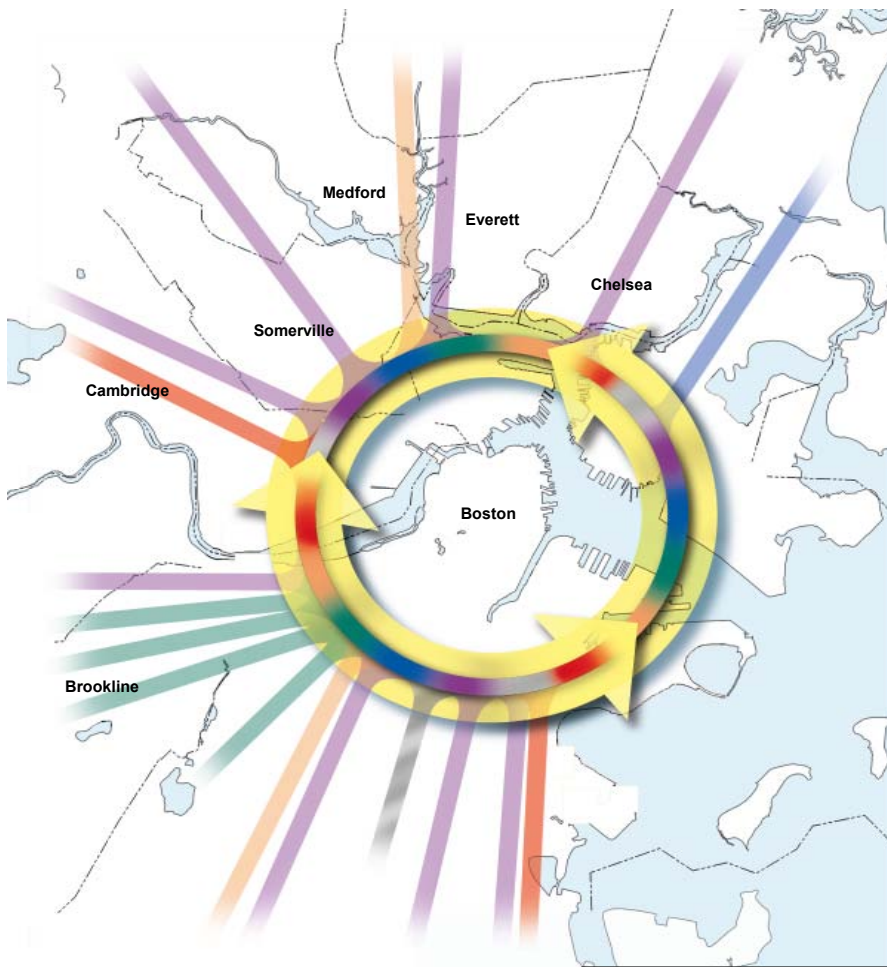 Medford
Everett
Chelsea
Somerville
Cambridge
Boston
Brookline